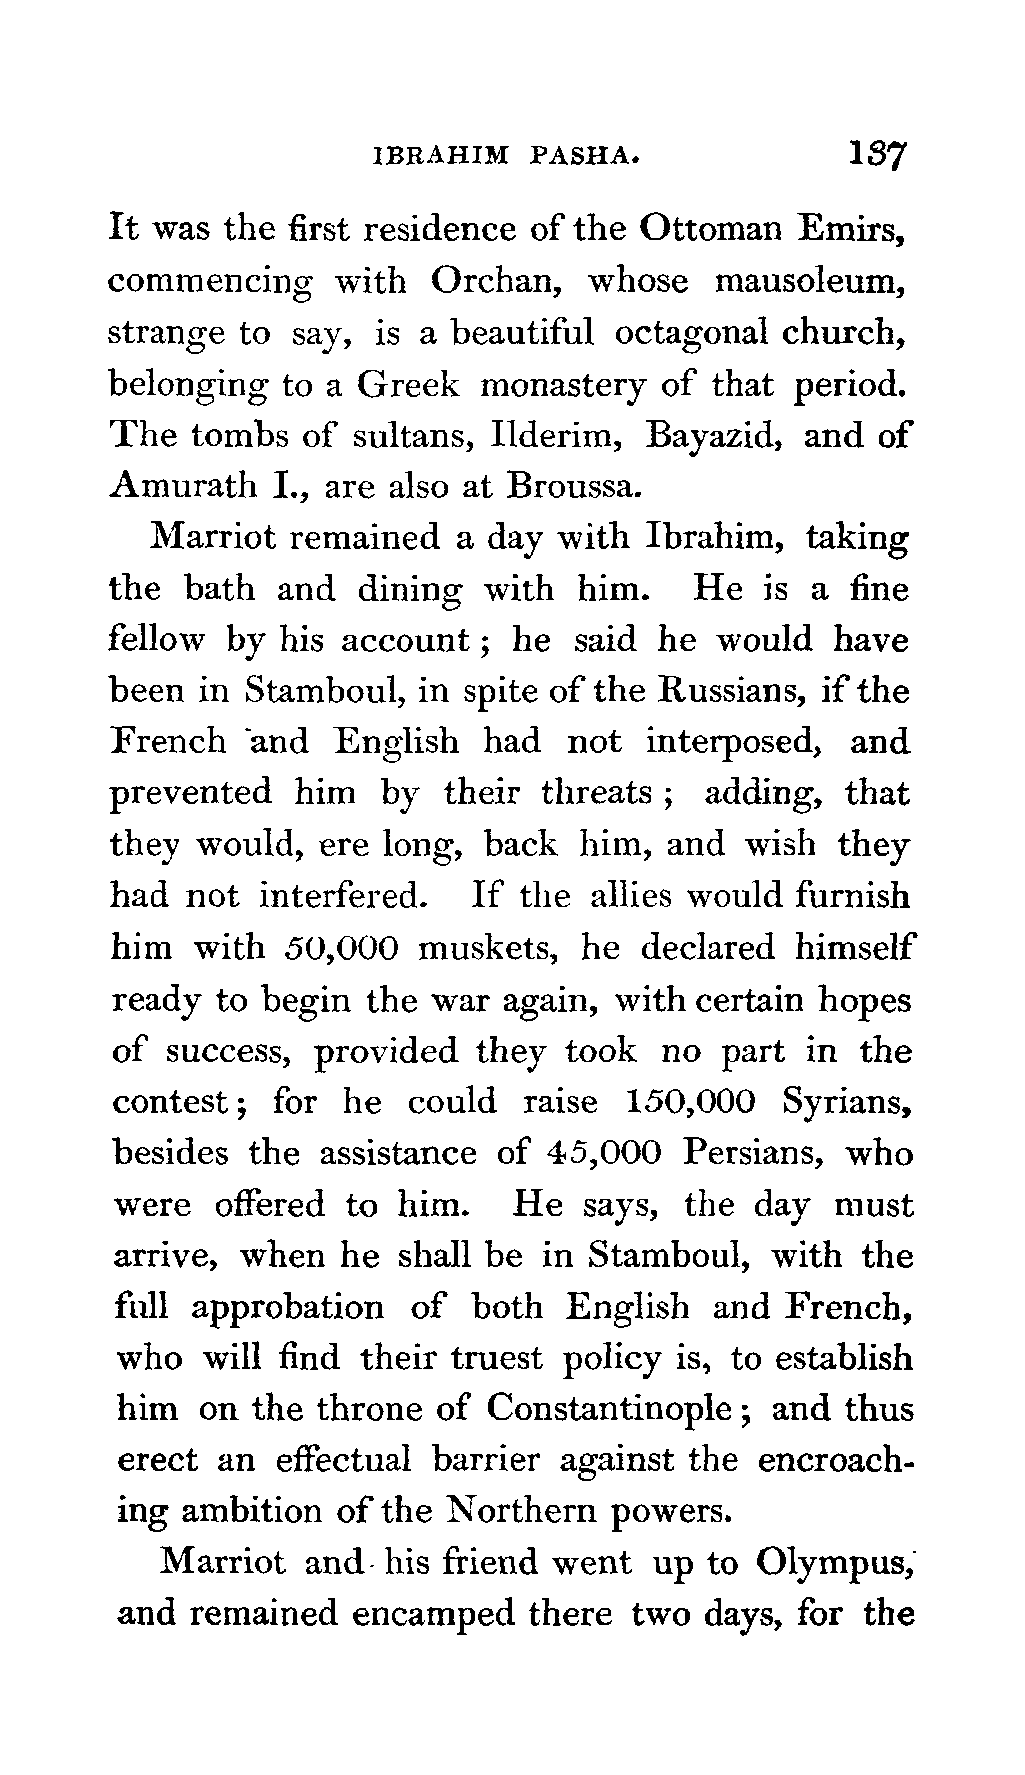 IBRAHIM PASHA. 137
It was the first residence of the Ottoman Emirs,
commencing with Orchan, whose mausoleum,
strange to say, is a beautiful octagonal church,
belonging to a Greek monastery of that period.
The tombs of sultans, Ilderim, Bayazid, and of
Amurath I., are also at Broussa.
Marriot remained a day with Ibrahim, taking
the bath and dining with him. He is a fine
fellow by his account; he said he would have
been in Stamboul, in spite of the Russians, if the
French and English had not interposed, and
prevented him by their threats; adding, that
they would, ere long, back him, and wish they
had not interfered. If the allies would furnish
him with 50,000 muskets, he declared himself
ready to begin the war again, with certain hopes
of success, provided they took no part in the
contest; for he could raise 150,000 Syrians,
besides the assistance of 45,000 Persians, who
were offered to him. He says, the day must
arrive, when he shall be in Stamboul, with the
full approbation of both English and French,
who will find their truest policy is, to establish
him on the throne of Constantinople; and thus
erect an effectual barrier against the encroach-
ing ambition of the Northern powers.
Marriot and his friend went up to Olympus,
and remained encamped there two days, for the